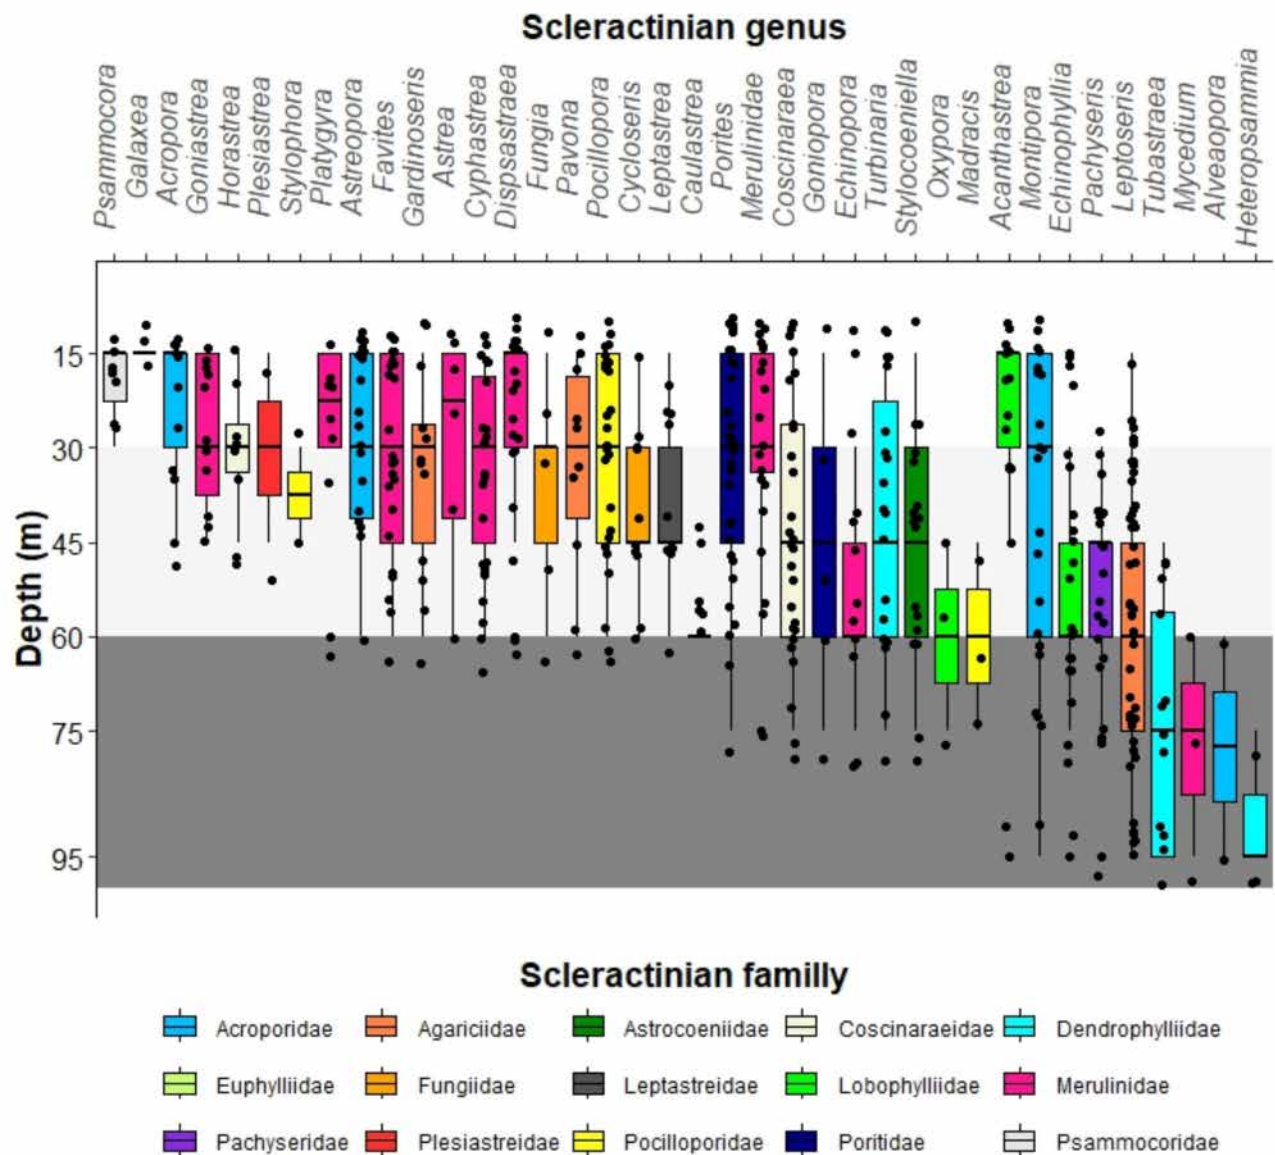 Scleractinian genus
Psammocora
Galaxea
Acropora
Goniastrea
Horastrea
Plesiastrea
Stylophora
Platygyra
Astreopora
Favites
Gardinoseris
Astrea
Cyphastrea
Dispsastraea
Fungia
Pavona
Pocillopora
Cycloseris
Leptastrea
Caulastrea
Porites
Merulinidae
Coscinaraea
Goniopora
Echinopora
Turbinaria
Stylocoeniella
Oxypora
Madracis
Acanthastrea
Montipora
Echinophyllia
Pachyseris
Leptoseris
Tubastraea
Mycedium
Alveaopora
Heteropsammia
Depth (m)
15
30
45
60
75
95
Scleractinian familly
Acroporidae Agariciidae Astrocoeniidae Coscinaraeidae Dendrophylliidae
Euphylliidae Fungiidae Leptastreidae Lobophylliidae Merulinidae
Pachyseridae Plesiastreidae Pocilloporidae Poritidae Psammocoridae